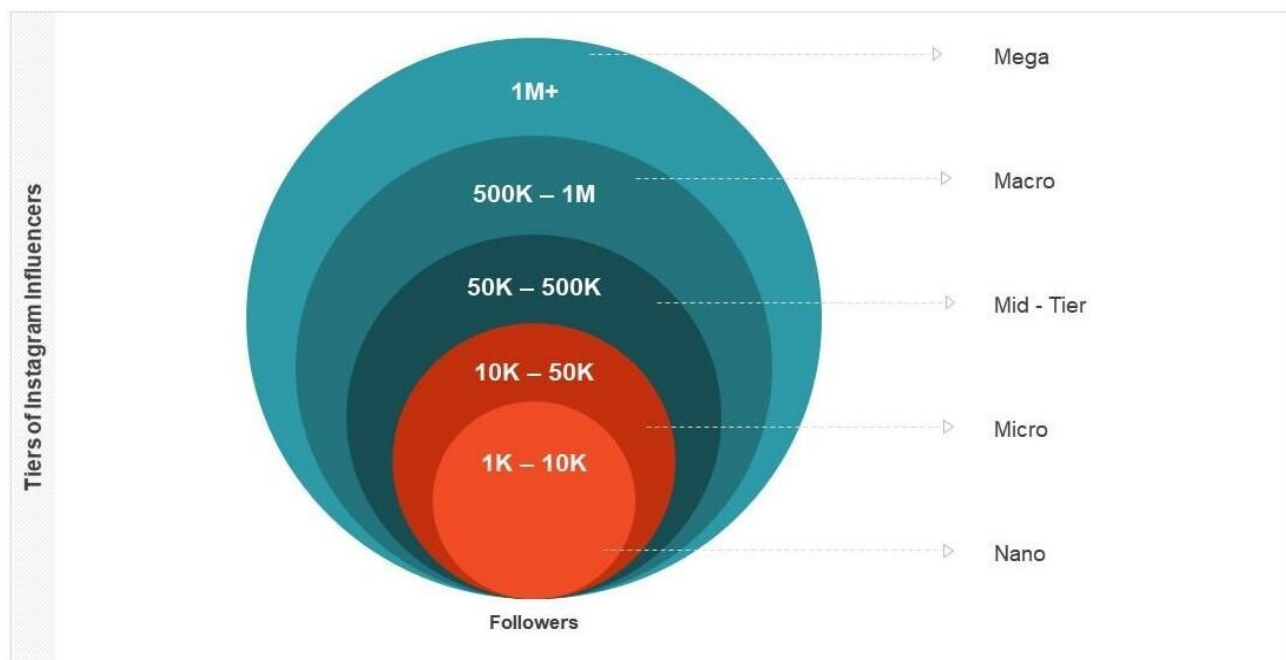 Tiers of Instagram Influencers
1M+
Mega
500K – 1M
Macro
50K – 500K
Mid - Tier
10K – 50K
Micro
1K – 10K
Nano
Followers